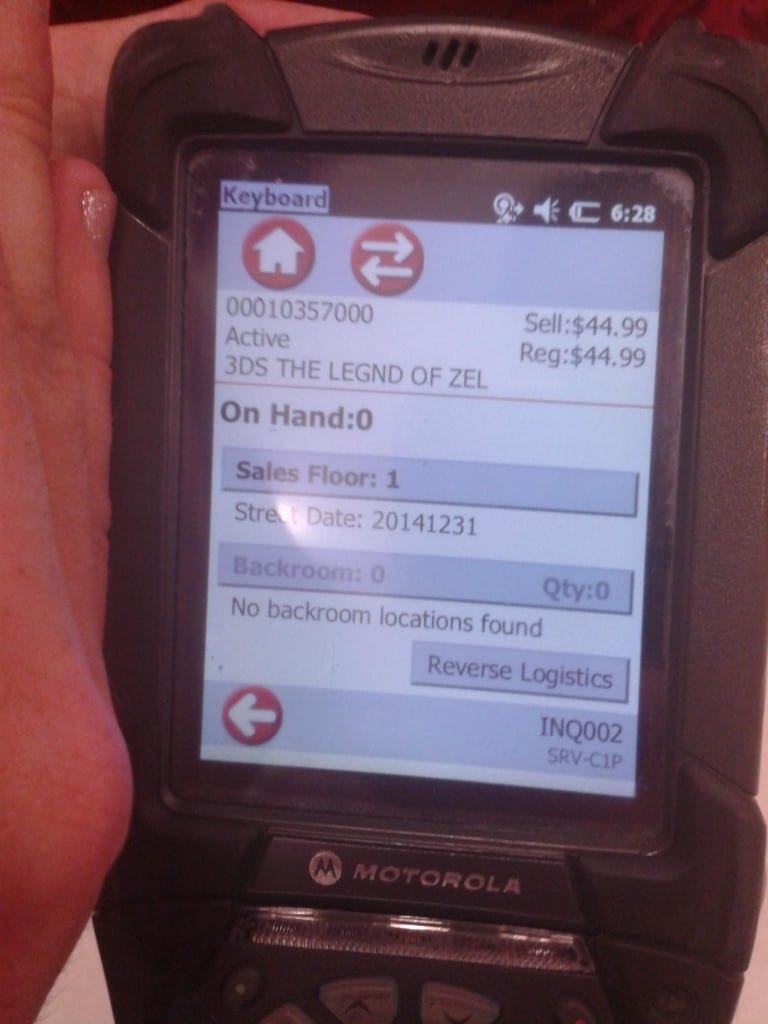 Keyboard
6:28
00010357000
Sell:$44.99
Active
Reg:$44.99
3DS THE LEGND OF ZEL
On Hand:0
Sales Floor: 1
Street Date: 20141231
Backroom: 0
Qty:0
No backroom locations found
Reverse Logistics
INQ002
SRV-C1P
MOTOROLA